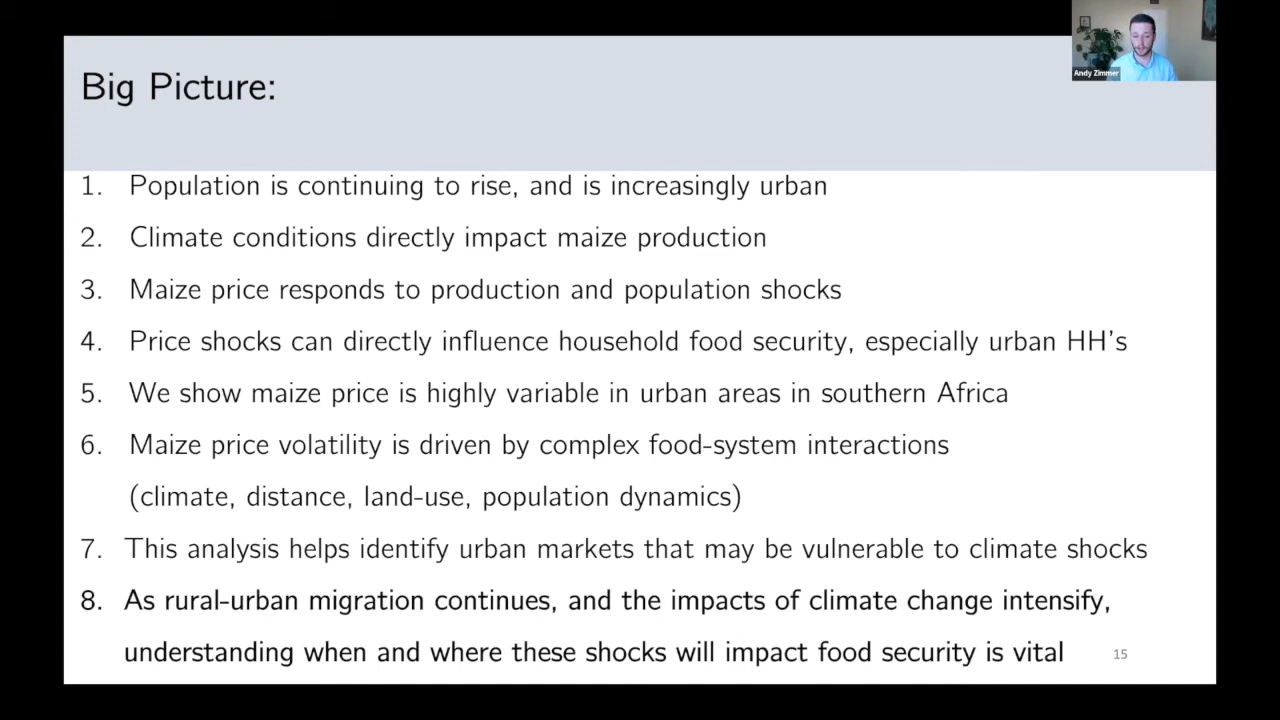 Andy Zimmer
Big Picture:
1. Population is continuing to rise, and is increasingly urban
2. Climate conditions directly impact maize production
3. Maize price responds to production and population shocks
4. Price shocks can directly influence household food security, especially urban HH's
5. We show maize price is highly variable in urban areas in southern Africa
6. Maize price volatility is driven by complex food-system interactions
(climate, distance, land-use, population dynamics)
7. This analysis helps identify urban markets that may be vulnerable to climate shocks
8. As rural-urban migration continues, and the impacts of climate change intensify,
understanding when and where these shocks will impact food security is vital
15